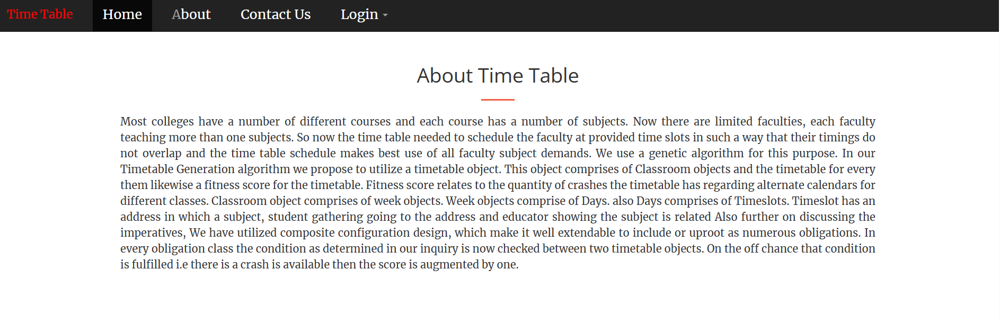 Time Table Home About Contact Us Login
About Time Table
Most colleges have a number of different courses and each course has a number of subjects. Now there are limited faculties, each faculty
teaching more than one subjects. So now the time table needed to schedule the faculty at provided time slots in such a way that their timings do
not overlap and the time table schedule makes best use of all faculty subject demands. We use a genetic algorithm for this purpose. In our
Timetable Generation algorithm we propose to utilize a timetable object. This object comprises of Classroom objects and the timetable for every
them likewise a fitness score for the timetable. Fitness score relates to the quantity of crashes the timetable has regarding alternate calendars for
different classes. Classroom object comprises of week objects. Week objects comprise of Days. also Days comprises of Timeslots. Timeslot has an
address in which a subject, student gathering going to the address and educator showing the subject is related Also further on discussing the
imperatives, We have utilized composite configuration design, which make it well extendable to include or uproot as numerous obligations. In
every obligation class the condition as determined in our inquiry is now checked between two timetable objects. On the off chance that condition
is fulfilled i.e there is a crash is available then the score is augmented by one.